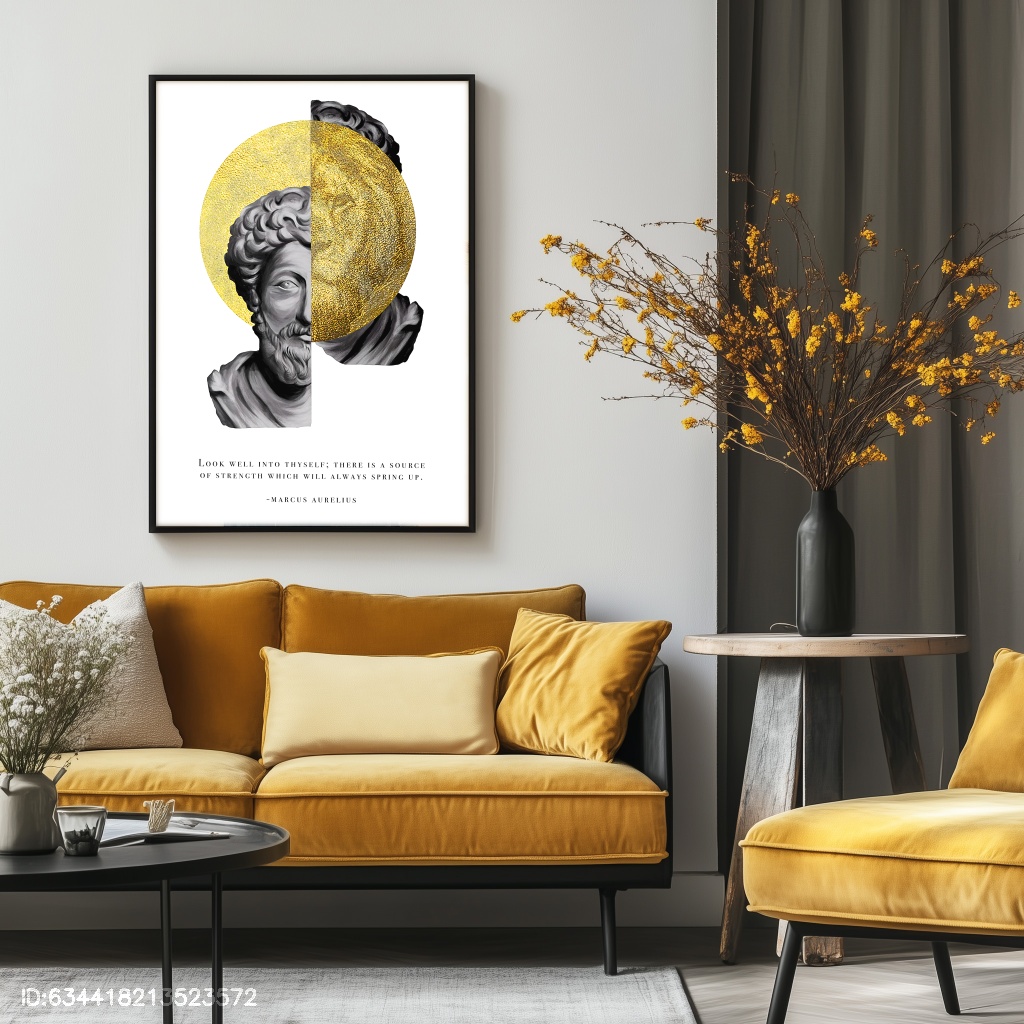 Look well into thyself; there is a source
of strength which will always spring up.
-Marcus Aurelius
ID:634418213523572